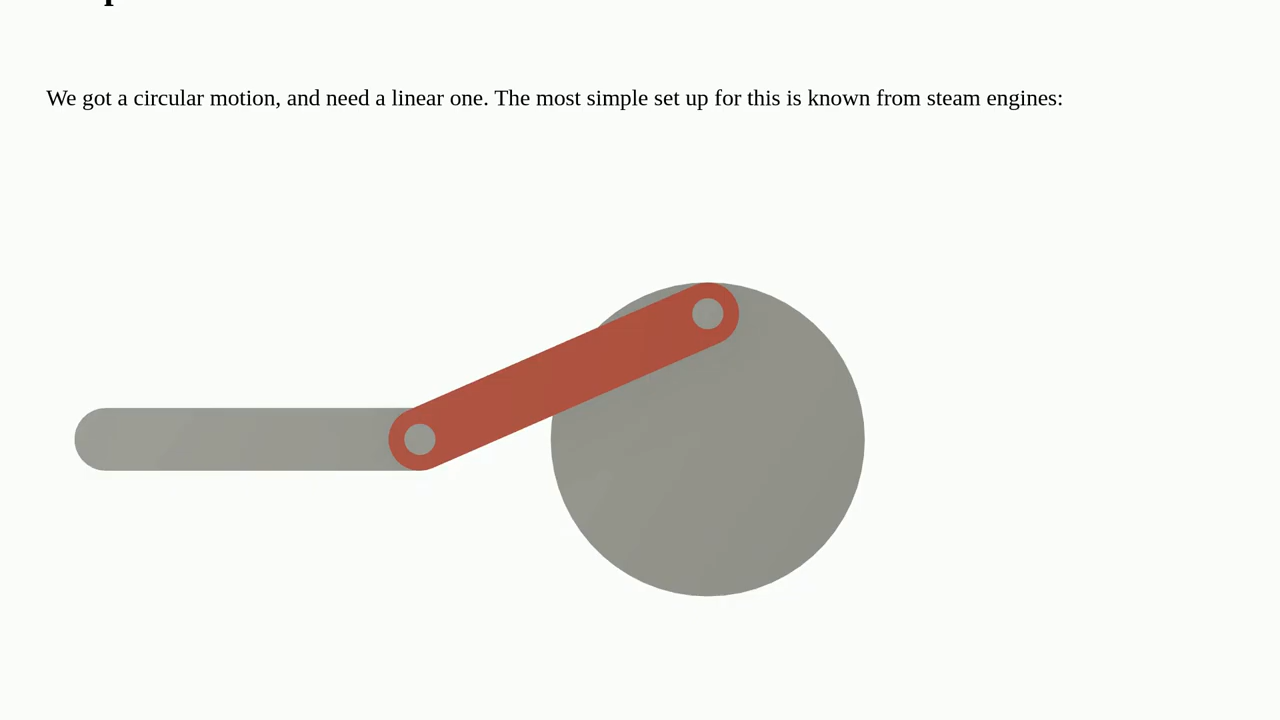 We got a circular motion, and need a linear one. The most simple set up for this is known from steam engines: